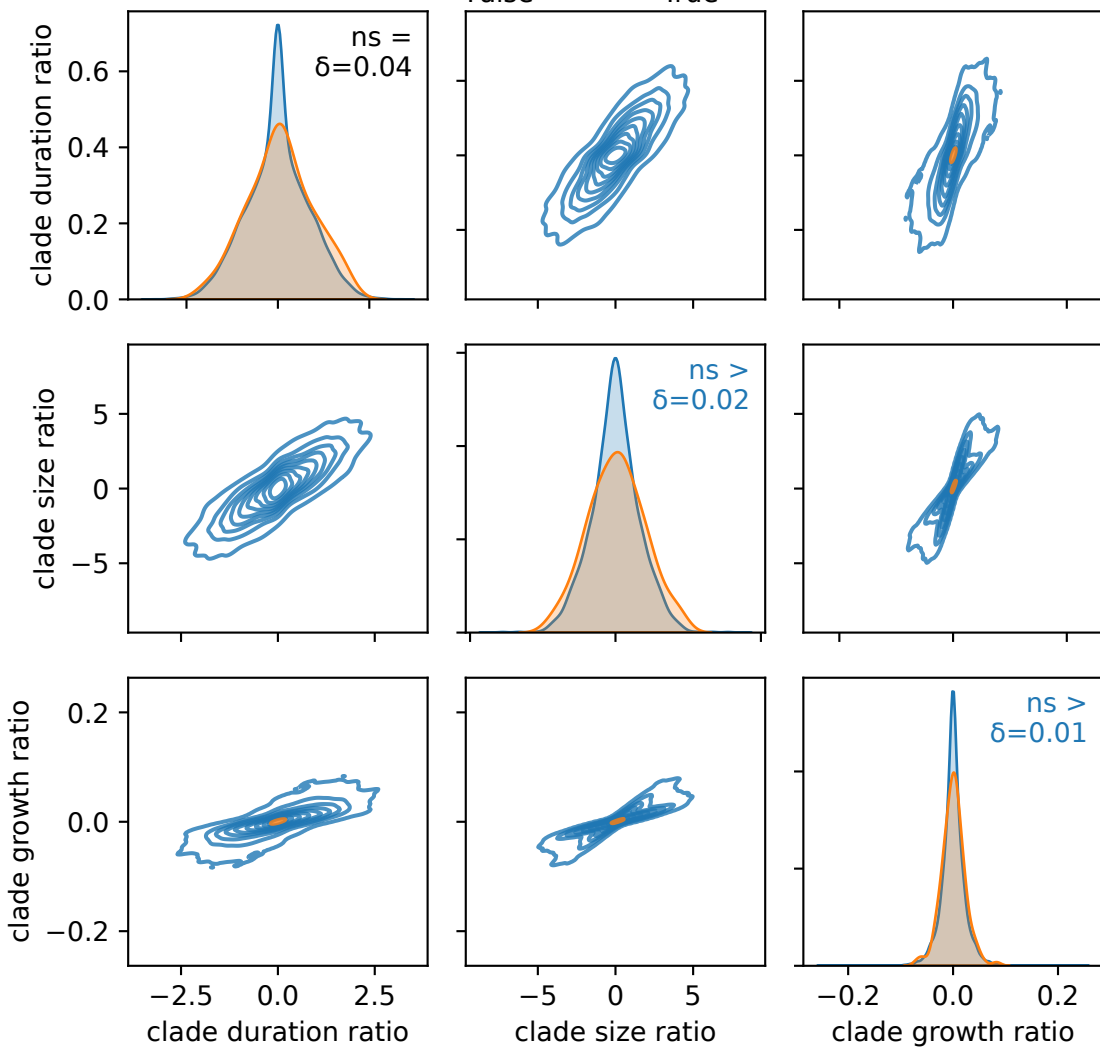 clade duration ratio
0.6
0.4
0.2
0.0
ns =
δ=0.04
clade size ratio
5
0
−5
ns >
δ=0.02
clade growth ratio
0.2
0.0
−0.2
ns >
δ=0.01
−2.5 0.0 2.5
−5 0 5
−0.2 0.0 0.2
clade duration ratio
clade size ratio
clade growth ratio